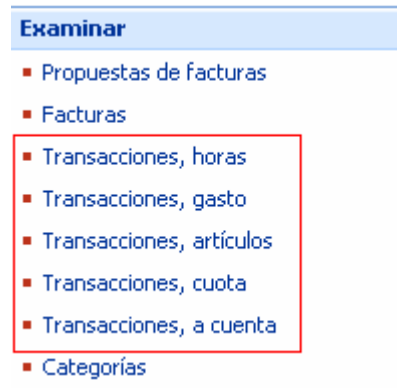 Examinar
Propuestas de facturas
Facturas
Transacciones, horas
Transacciones, gasto
Transacciones, artículos
Transacciones, cuota
Transacciones, a cuenta
Categorías